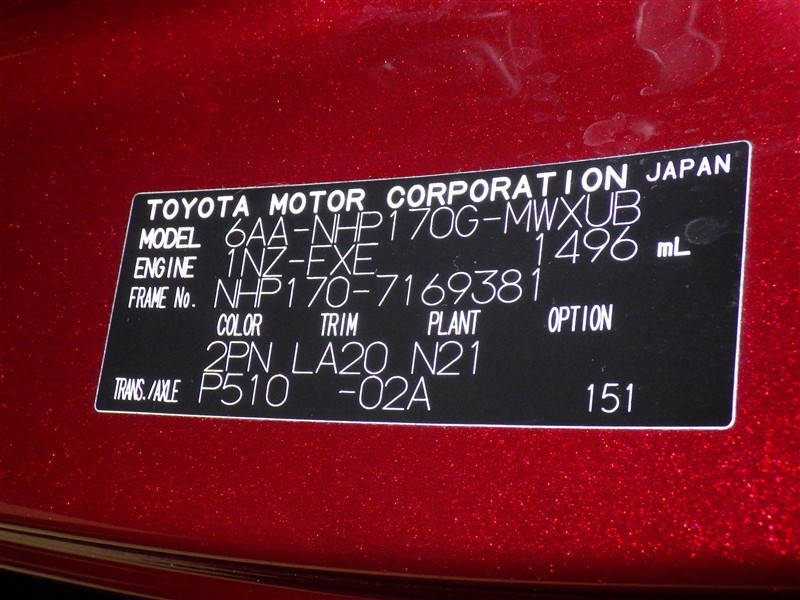 TOYOTA MOTOR CORPORATION JAPAN
MODEL 6AA-NHP170G-MWXUB
ENGINE 1NZ-EXE 1496 mL
FRAME No. NHP170-7169381
COLOR TRIM PLANT OPTION
2PN LA20 N21
TRANS./AXLE P510 -02A 151